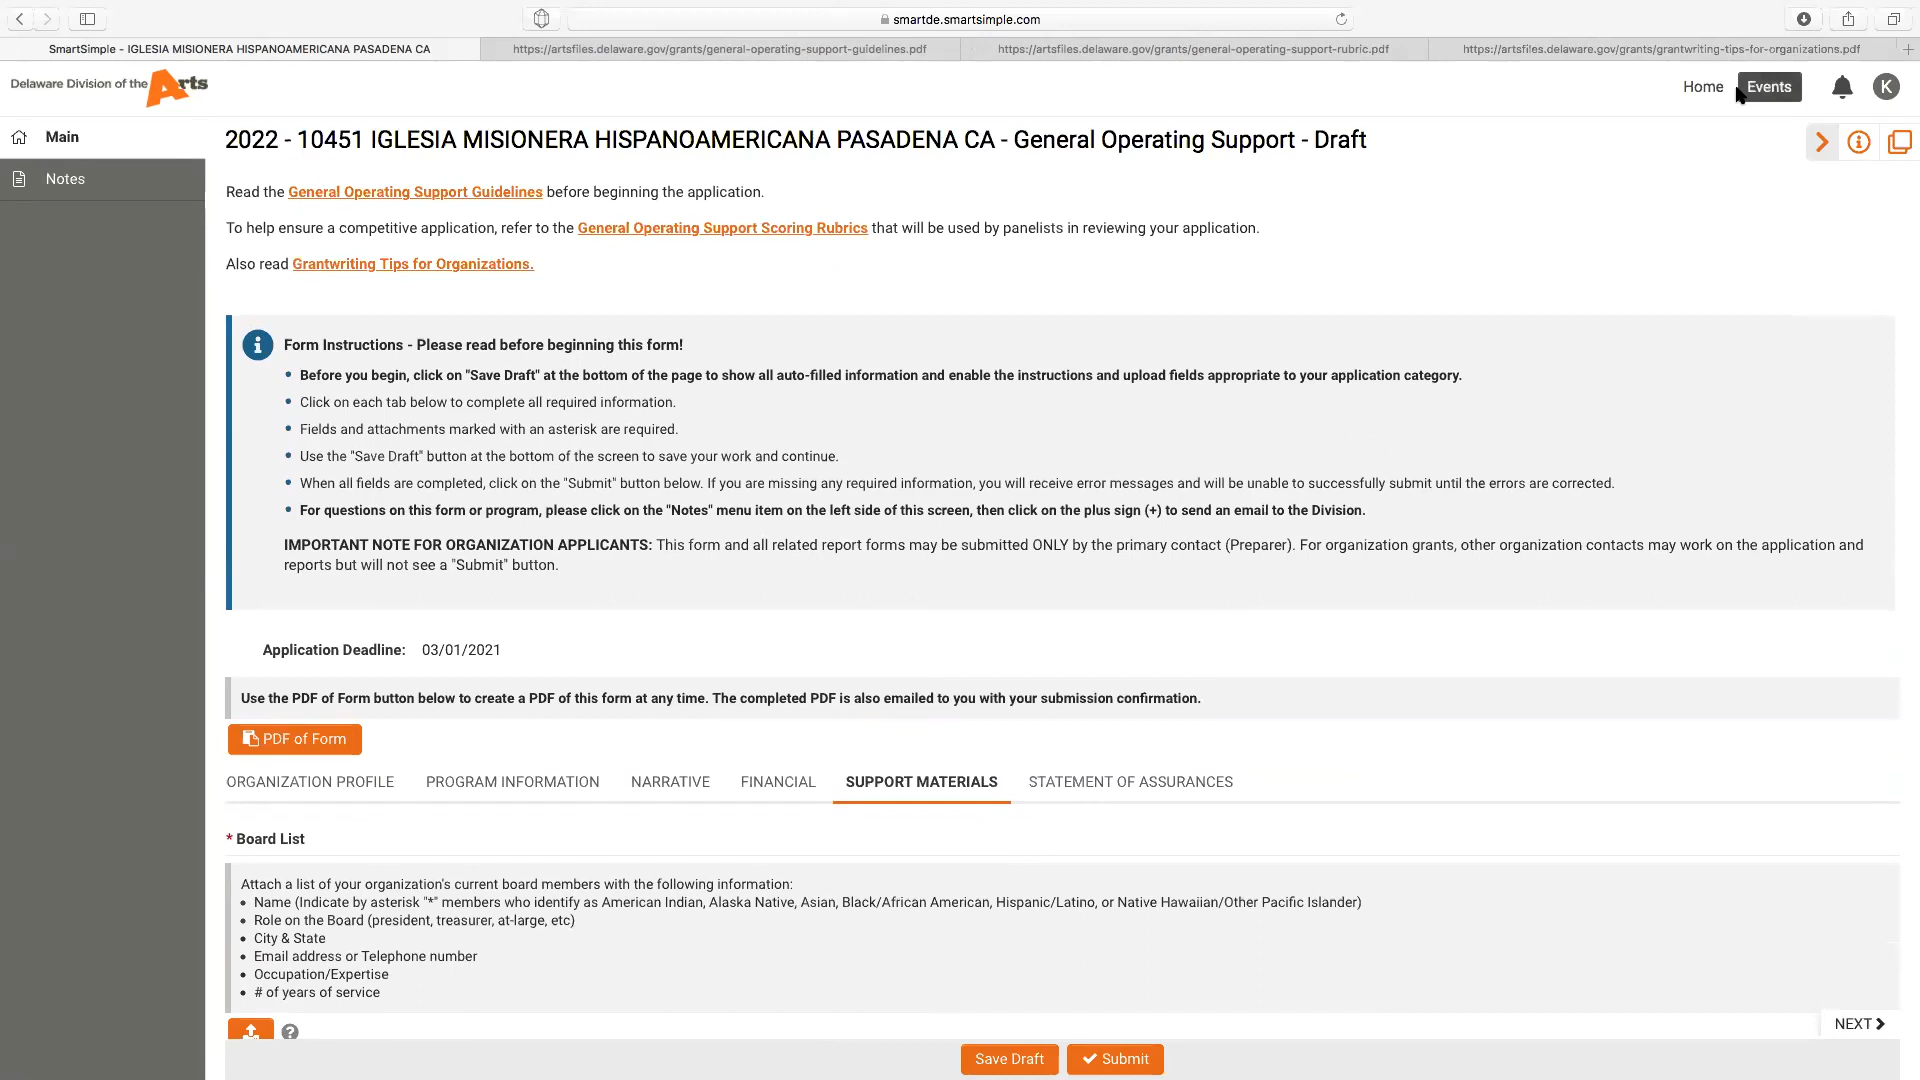 smartde.smartsimple.com
SmartSimple - IGLESIA MISIONERA HISPANOAMERICANA PASADENA CA
https://artsfiles.delaware.gov/grants/general-operating-support-guidelines.pdf
https://artsfiles.delaware.gov/grants/general-operating-support-rubric.pdf
https://artsfiles.delaware.gov/grants/grantwriting-tips-for-organizations.pdf
Delaware Division of the Arts
Home
Events
K
Main
Notes
2022 - 10451 IGLESIA MISIONERA HISPANOAMERICANA PASADENA CA - General Operating Support - Draft
Read the General Operating Support Guidelines before beginning the application.
To help ensure a competitive application, refer to the General Operating Support Scoring Rubrics that will be used by panelists in reviewing your application.
Also read Grantwriting Tips for Organizations.
Form Instructions - Please read before beginning this form!
• Before you begin, click on "Save Draft" at the bottom of the page to show all auto-filled information and enable the instructions and upload fields appropriate to your application category.
• Click on each tab below to complete all required information.
• Fields and attachments marked with an asterisk are required.
• Use the "Save Draft" button at the bottom of the screen to save your work and continue.
• When all fields are completed, click on the "Submit" button below. If you are missing any required information, you will receive error messages and will be unable to successfully submit until the errors are corrected.
• For questions on this form or program, please click on the "Notes" menu item on the left side of this screen, then click on the plus sign (+) to send an email to the Division.
IMPORTANT NOTE FOR ORGANIZATION APPLICANTS: This form and all related report forms may be submitted ONLY by the primary contact (Preparer). For organization grants, other organization contacts may work on the application and
reports but will not see a "Submit" button.
Application Deadline: 03/01/2021
Use the PDF of Form button below to create a PDF of this form at any time. The completed PDF is also emailed to you with your submission confirmation.
PDF of Form
ORGANIZATION PROFILE
PROGRAM INFORMATION
NARRATIVE
FINANCIAL
SUPPORT MATERIALS
STATEMENT OF ASSURANCES
* Board List
Attach a list of your organization's current board members with the following information:
• Name (Indicate by asterisk "*" members who identify as American Indian, Alaska Native, Asian, Black/African American, Hispanic/Latino, or Native Hawaiian/Other Pacific Islander)
• Role on the Board (president, treasurer, at-large, etc)
• City & State
• Email address or Telephone number
• Occupation/Expertise
• # of years of service
?
NEXT
Save Draft
Submit